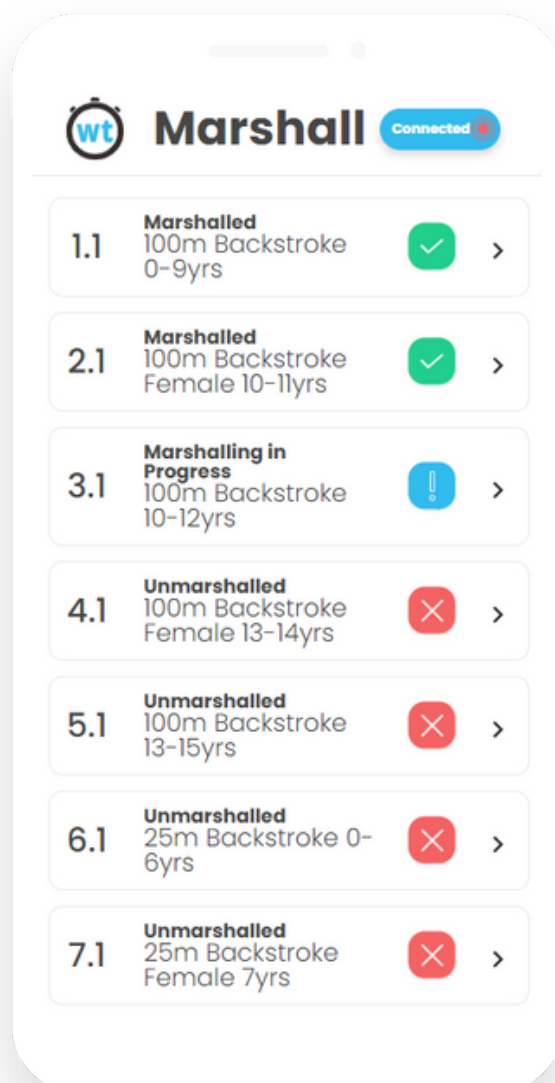 wt Marshall Connected
1.1
Marshalled
100m Backstroke
0-9yrs
2.1
Marshalled
100m Backstroke
Female 10-11yrs
3.1
Marshalling in
Progress
100m Backstroke
10-12yrs
4.1
Unmarshalled
100m Backstroke
Female 13-14yrs
5.1
Unmarshalled
100m Backstroke
13-15yrs
6.1
Unmarshalled
25m Backstroke 0-
6yrs
7.1
Unmarshalled
25m Backstroke
Female 7yrs